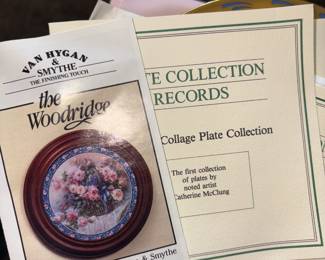 VAN HYGAN
& SMYTHE
THE FINISHING TOUCH
the
Woodridge
& Smythe
TE COLLECTION
RECORDS
Collage Plate Collection
The first collection
of plates by
noted artist
Catherine McClung